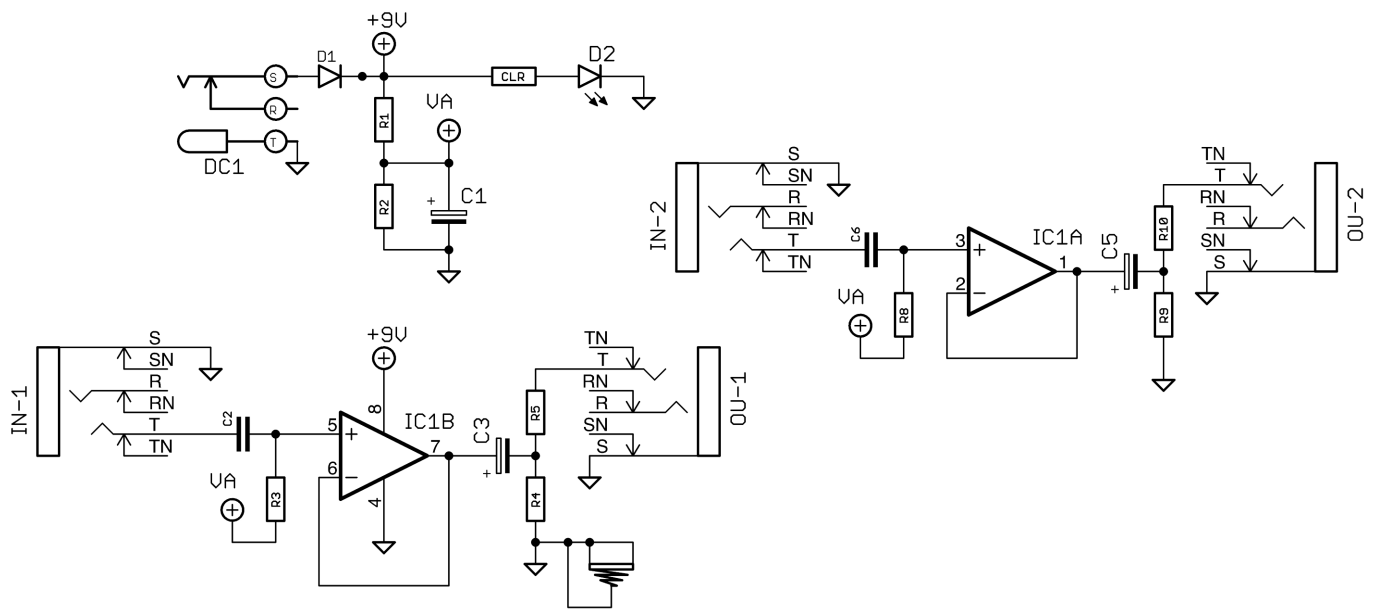 +9V
D1
S
R
T
DC1
CLR
D2
R1
VA
R2
+
C1
IN-2
S
SN
R
RN
T
TN
C6
VA
R8
3
2
IC1A
1
C5
+
R10
R9
TN
T
RN
R
SN
S
OU-2
IN-1
S
SN
R
RN
T
TN
C2
VA
R3
+9V
8
5
6
4
IC1B
7
C3
+
R5
R4
TN
T
RN
R
SN
S
OU-1